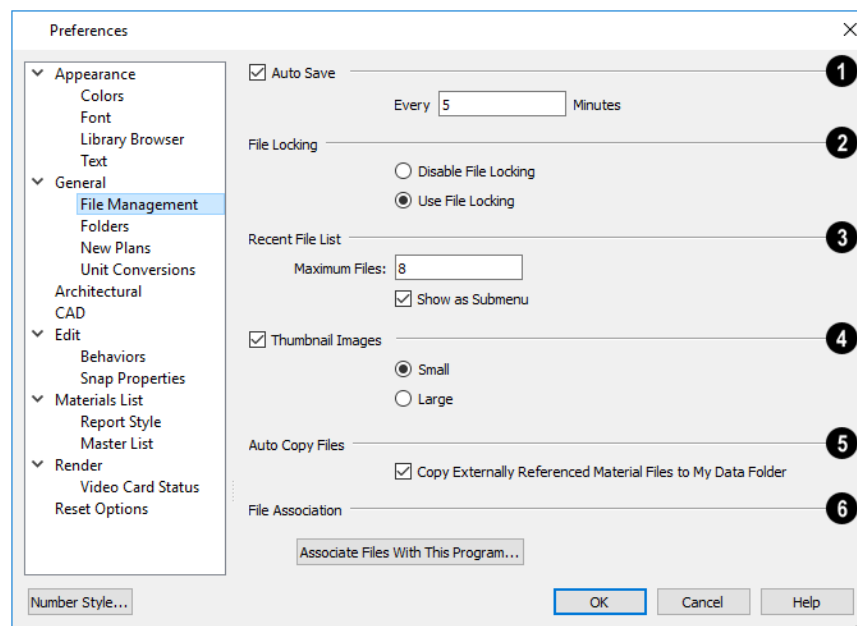 Preferences
Appearance
Colors
Font
Library Browser
Text
General
File Management
Folders
New Plans
Unit Conversions
Architectural
CAD
Edit
Behaviors
Snap Properties
Materials List
Report Style
Master List
Render
Video Card Status
Reset Options
Auto Save 1
Every 5 Minutes
File Locking 2
Disable File Locking
Use File Locking
Recent File List 3
Maximum Files: 8
Show as Submenu
Thumbnail Images 4
Small
Large
Auto Copy Files 5
Copy Externally Referenced Material Files to My Data Folder
File Association 6
Associate Files With This Program...
Number Style... OK Cancel Help